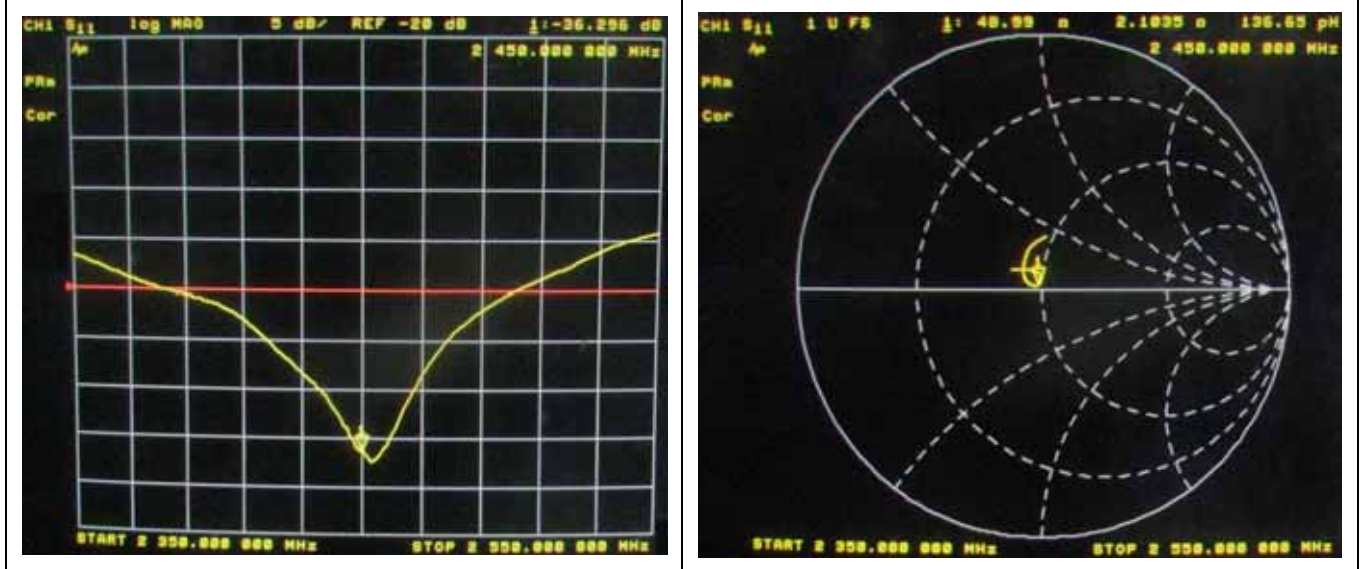 CH1 S11 log MAG 5 dB/ REF -20 dB 1:-36.296 dB
2 450.000 000 MHz
PRm
Cor
START 2 350.000 000 MHz STOP 2 550.000 000 MHz
CH1 S11 1 U FS 1: 48.99 Ω 2.1035 Ω 136.65 pH
2 450.000 000 MHz
PRm
Cor
START 2 350.000 000 MHz STOP 2 550.000 000 MHz